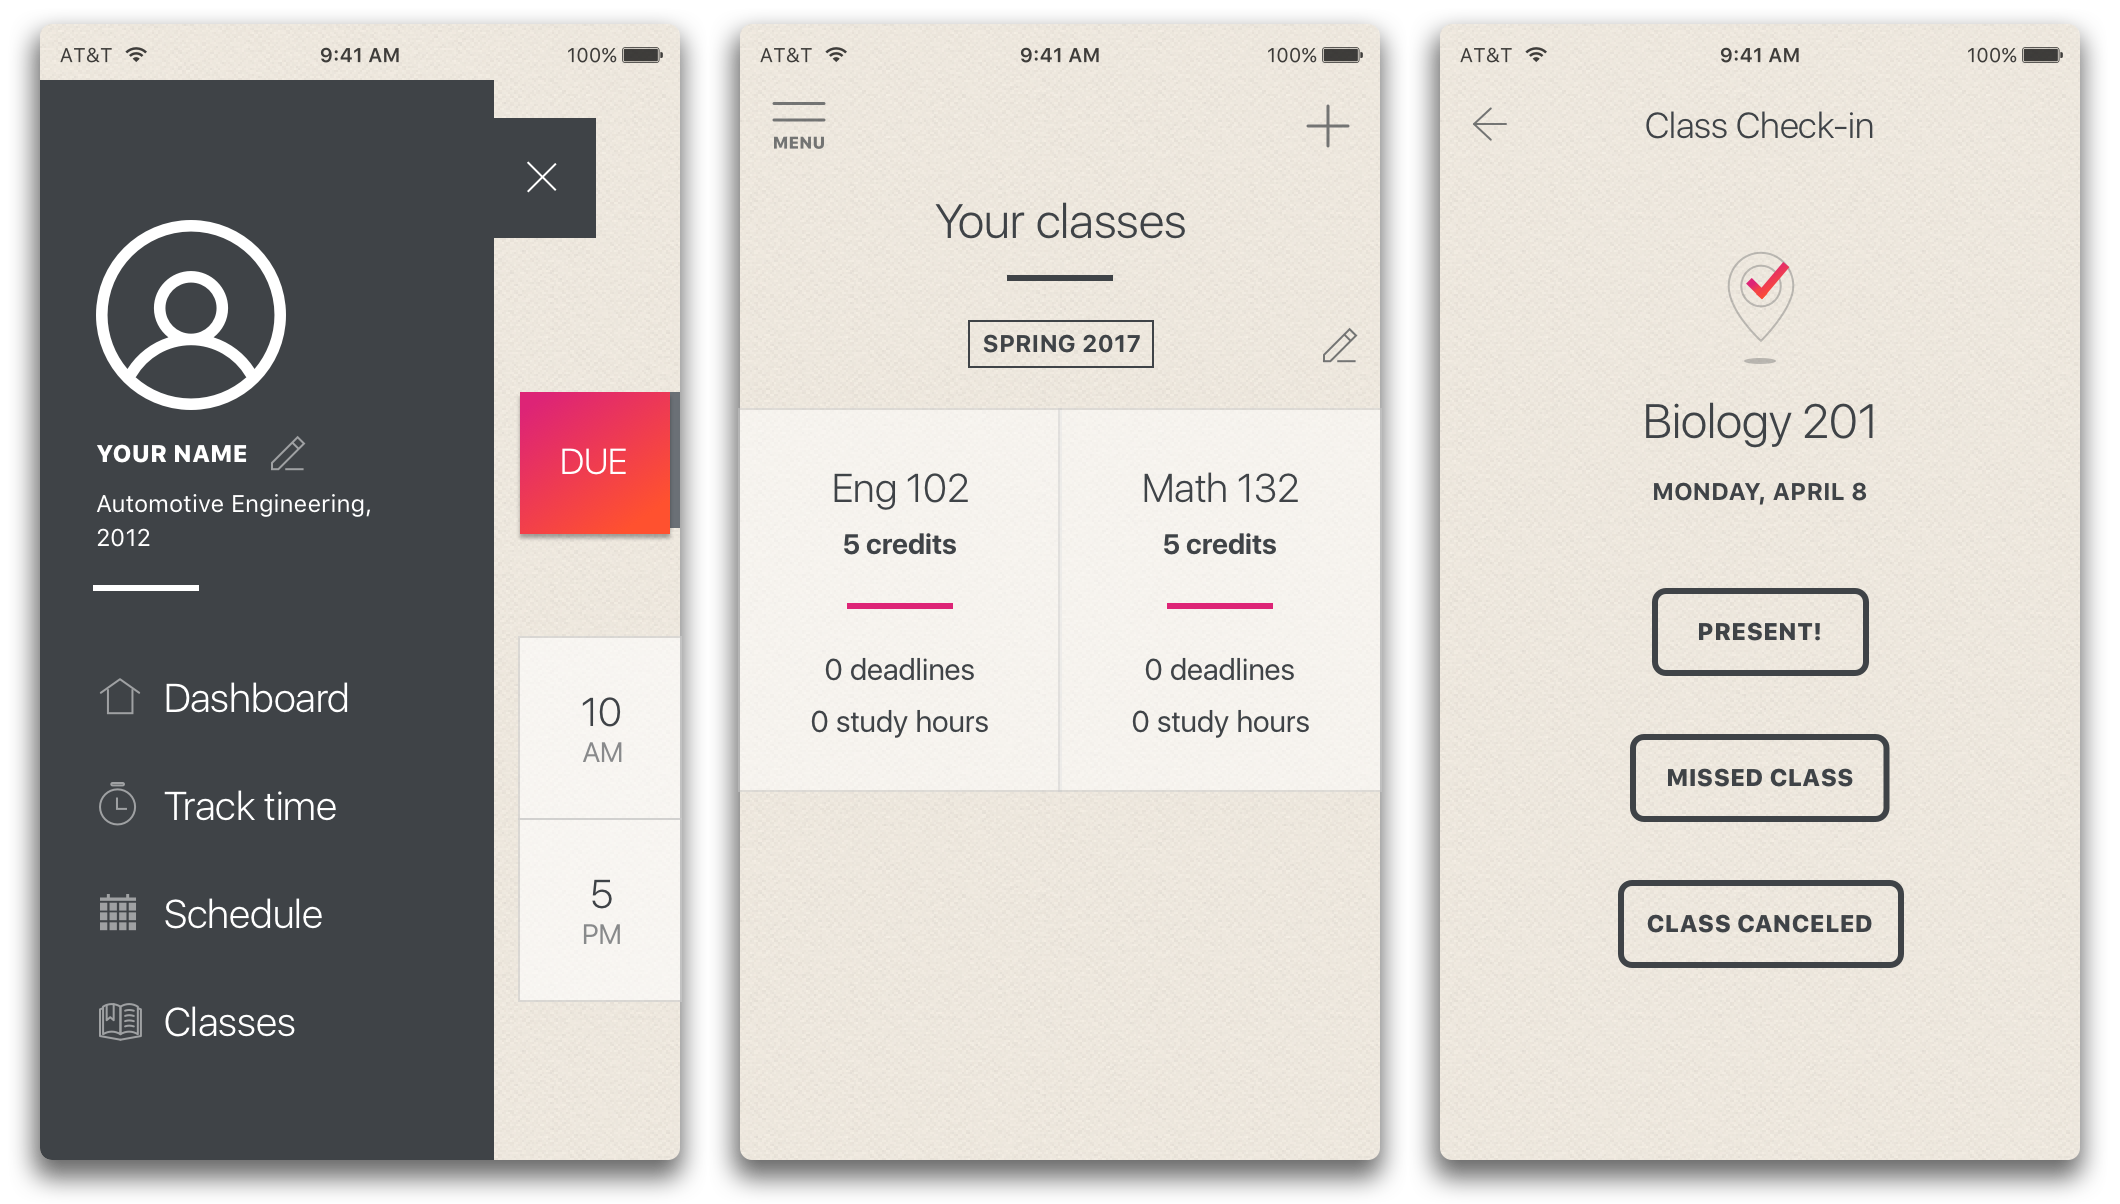 AT&T 9:41 AM 100%
YOUR NAME
Automotive Engineering,
2012
Dashboard
Track time
Schedule
Classes
DUE
10
AM
5
PM
AT&T 9:41 AM 100%
MENU
Your classes
SPRING 2017
Eng 102
5 credits
0 deadlines
0 study hours
Math 132
5 credits
0 deadlines
0 study hours
AT&T 9:41 AM 100%
Class Check-in
Biology 201
MONDAY, APRIL 8
PRESENT!
MISSED CLASS
CLASS CANCELED